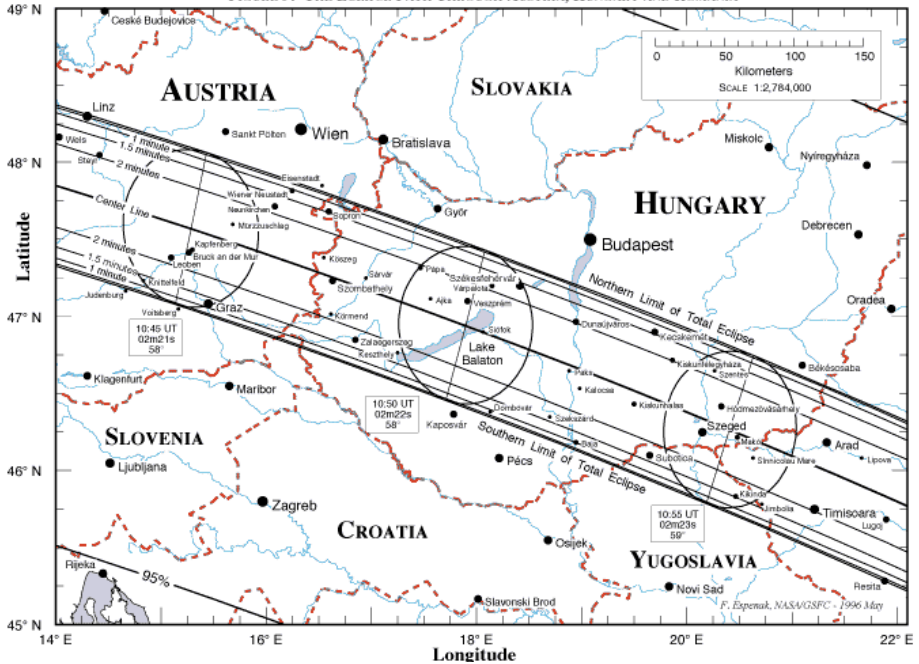 49° N
České Budejovice
0 50 100 150
Kilometers
SCALE 1:2,784,000
AUSTRIA
SLOVAKIA
Linz
Wels
Steyr
Sankt Pölten
Wien
Bratislava
Miskolc
Nyíregyháza
48° N
1 minute
1.5 minutes
2 minutes
Center Line
2 minutes
1.5 minutes
1 minute
Eisenstadt
Wiener Neustadt
Neunkirchen
Mürzzuschlag
Sopron
Györ
HUNGARY
Budapest
Debrecen
Latitude
Kapfenberg
Bruck an der Mur
Leoben
Knittelfeld
Judenburg
Voitsberg
Graz
Köszeg
Sárvár
Szombathely
Körmend
Zalaegerszeg
Keszthely
Pápa
Székesfehérvár
Várpalota
Ajka
Veszprém
Siófok
Lake
Balaton
Dunaújváros
Kecskemét
Northern Limit of Total Eclipse
Oradea
47° N
Kiskunfélegyháza
Szentes
Békéscsaba
10:45 UT
02m21s
58°
10:50 UT
02m22s
58°
Klagenfurt
Maribor
Paks
Kalocsa
Kiskunhalas
Hódmezövásárhely
Szeged
Makó
Dombóvár
Kaposvár
Szekszárd
Baja
Southern Limit of Total Eclipse
Subotica
Sînnicolau Mare
Arad
Lipova
SLOVENIA
Ljubljana
46° N
Pécs
Zagreb
Kikinda
Jimbolia
Timisoara
Lugoj
10:55 UT
02m23s
59°
CROATIA
Osijek
YUGOSLAVIA
Rijeka
95%
Slavonski Brod
Novi Sad
Resita
F. Espenak, NASA/GSFC - 1996 May
45° N
14° E 16° E 18° E 20° E 22° E
Longitude